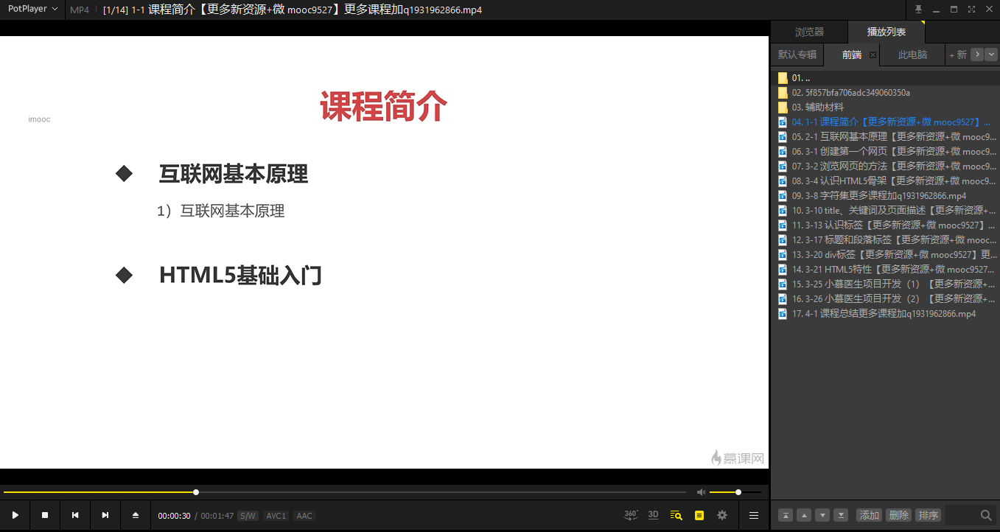 PotPlayer
MP4
[1/14] 1-1 课程简介【更多新资源+微 mooc9527】更多课程加q1931962866.mp4
浏览器
播放列表
默认专辑
前端
此电脑
+ 新
imooc
课程简介
互联网基本原理
1）互联网基本原理
HTML5基础入门
慕课网
01. ..
02. 5f857bfa706adc349060350a
03. 辅助材料
04. 1-1 课程简介【更多新资源+微 mooc9527】...
05. 2-1 互联网基本原理【更多新资源+微 mooc9...
06. 3-1 创建第一个网页【更多新资源+微 mooc9...
07. 3-2 浏览网页的方法【更多新资源+微 mooc9...
08. 3-4 认识HTML5骨架【更多新资源+微 mooc9...
09. 3-8 字符集更多课程加q1931962866.mp4
10. 3-10 title、关键词及页面描述【更多新资源+...
11. 3-13 认识标签【更多新资源+微 mooc9527】...
12. 3-17 标题和段落标签【更多新资源+微 mooc...
13. 3-20 div标签【更多新资源+微 mooc9527】更...
14. 3-21 HTML5特性【更多新资源+微 mooc9527...
15. 3-25 小慕医生项目开发（1）【更多新资源+...
16. 3-26 小慕医生项目开发（2）【更多新资源+...
17. 4-1 课程总结更多课程加q1931962866.mp4
00:00:30 / 00:01:47 S/W AVC1 AAC
360°
3D
添加
删除
排序